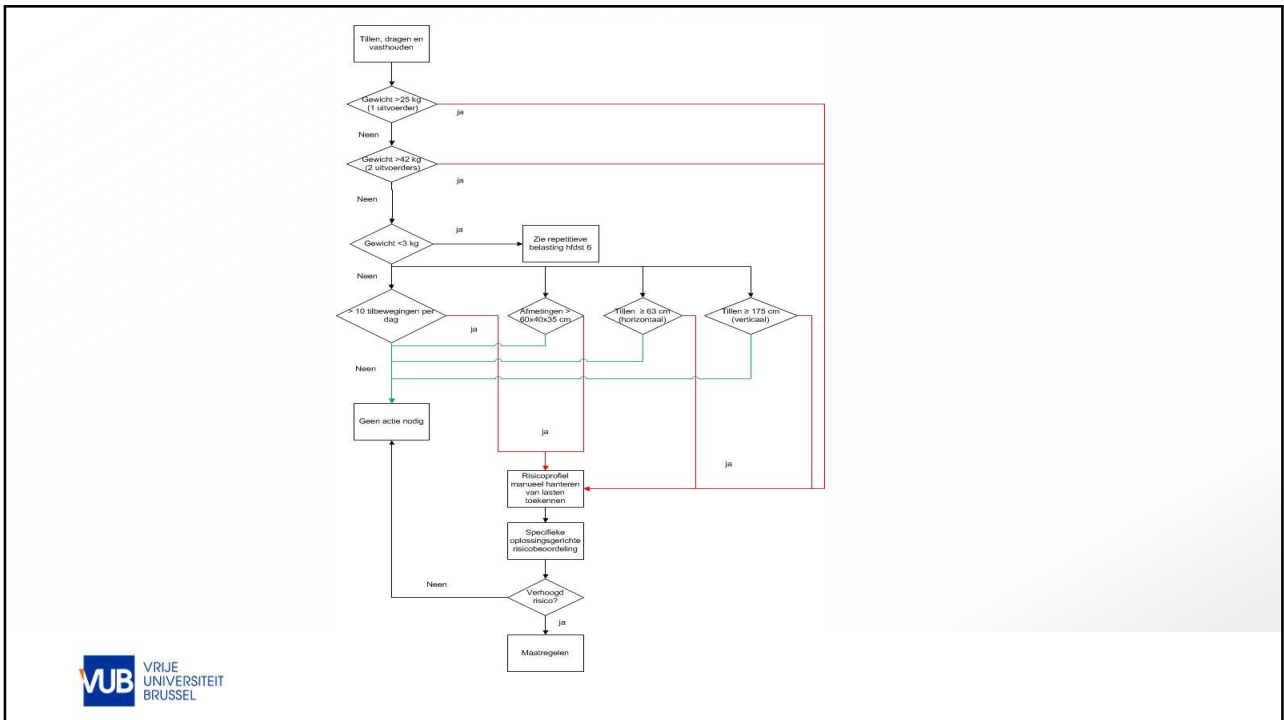 Tillen, dragen en
vasthouden
Gewicht >25 kg
(1 uitvoerder)
ja
Neen
Gewicht >42 kg
(2 uitvoerders)
ja
Neen
Gewicht <3 kg
ja
Zie repetitieve
belasting hfdst 6
Neen
> 10 tilbewegingen per
dag
ja
Afmetingen >
60x40x35 cm
Tillen ≥ 63 cm
(horizontaal)
Tillen ≥ 175 cm
(verticaal)
Neen
Geen actie nodig
ja
ja
Risicoprofiel
manueel hanteren
van lasten
toekennen
Specifieke
oplossingsgerichte
risicobeoordeling
Neen
Verhoogd
risico?
ja
Maatregelen
VUB
VRIJE
UNIVERSITEIT
BRUSSEL